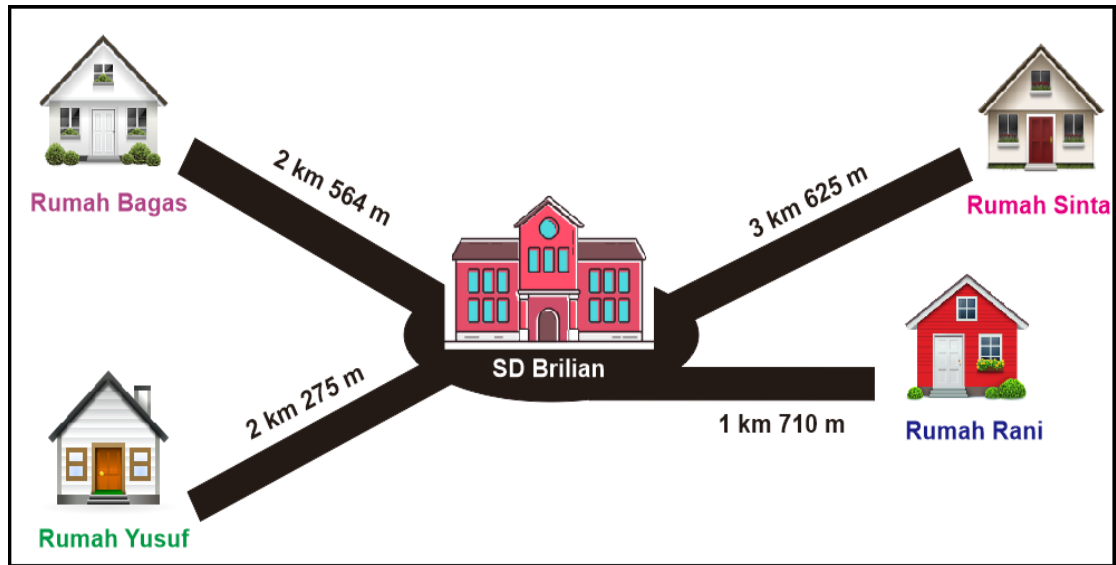 2 km 564 m
3 km 625 m
Rumah Bagas
Rumah Sinta
SD Brilian
2 km 275 m
1 km 710 m
Rumah Rani
Rumah Yusuf